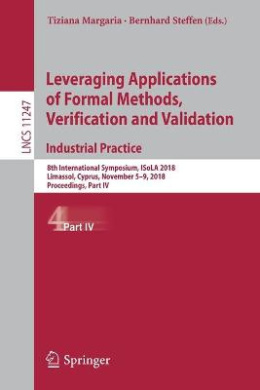 Tiziana Margaria · Bernhard Steffen (Eds.)
LNCS 11247
Leveraging Applications
of Formal Methods,
Verification and Validation
Industrial Practice
8th International Symposium, ISoLA 2018
Limassol, Cyprus, November 5–9, 2018
Proceedings, Part IV
4 Part IV
Springer